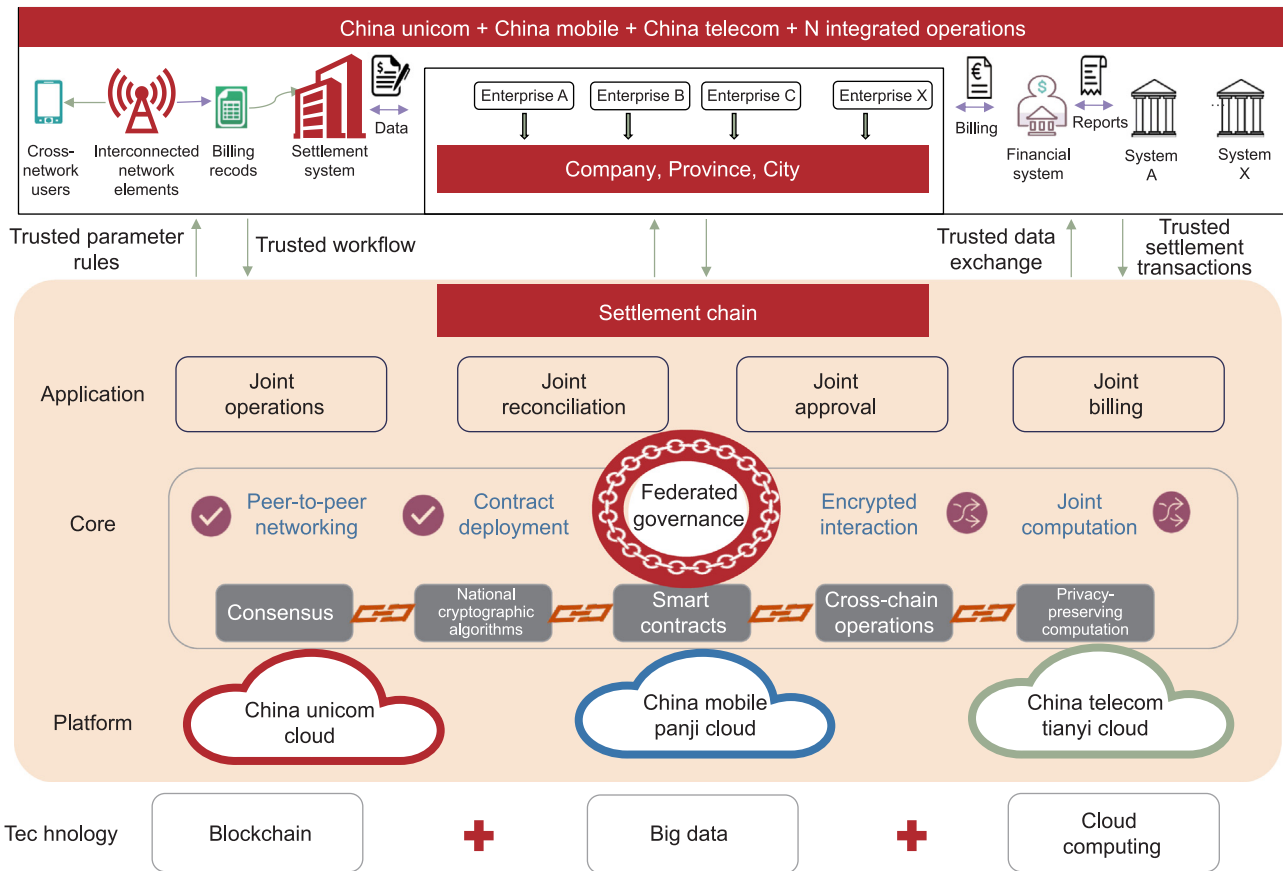 China unicom + China mobile + China telecom + N integrated operations
Cross-
network
users
Interconnected
network
elements
Billing
recods
Settlement
system
Data
Enterprise A
Enterprise B
Enterprise C
Enterprise X
Company, Province, City
Billing
Financial
system
Reports
System
A
...
System
X
Trusted parameter
rules
Trusted workflow
Trusted data
exchange
Trusted
settlement
transactions
Settlement chain
Application
Joint
operations
Joint
reconciliation
Joint
approval
Joint
billing
Core
Peer-to-peer
networking
Contract
deployment
Federated
governance
Encrypted
interaction
Joint
computation
Consensus
National
cryptographic
algorithms
Smart
contracts
Cross-chain
operations
Privacy-
preserving
computation
Platform
China unicom
cloud
China mobile
panji cloud
China telecom
tianyi cloud
Tec hnology
Blockchain
Big data
Cloud
computing